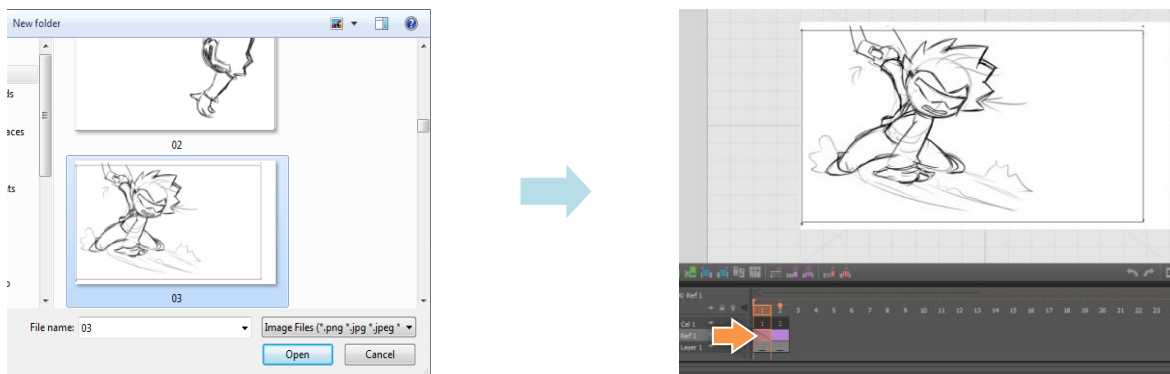 New folder
ds
aces
ts
02
03
File name: 03
Image Files (*.png *.jpg *.jpeg *
Open
Cancel
Ref 1
1 3 4 5 6 7 8 9 10 11 12 13 14 15 16 17 18 19 20 21 22 23
Cel 1 1 2
Ref 1
Layer 1